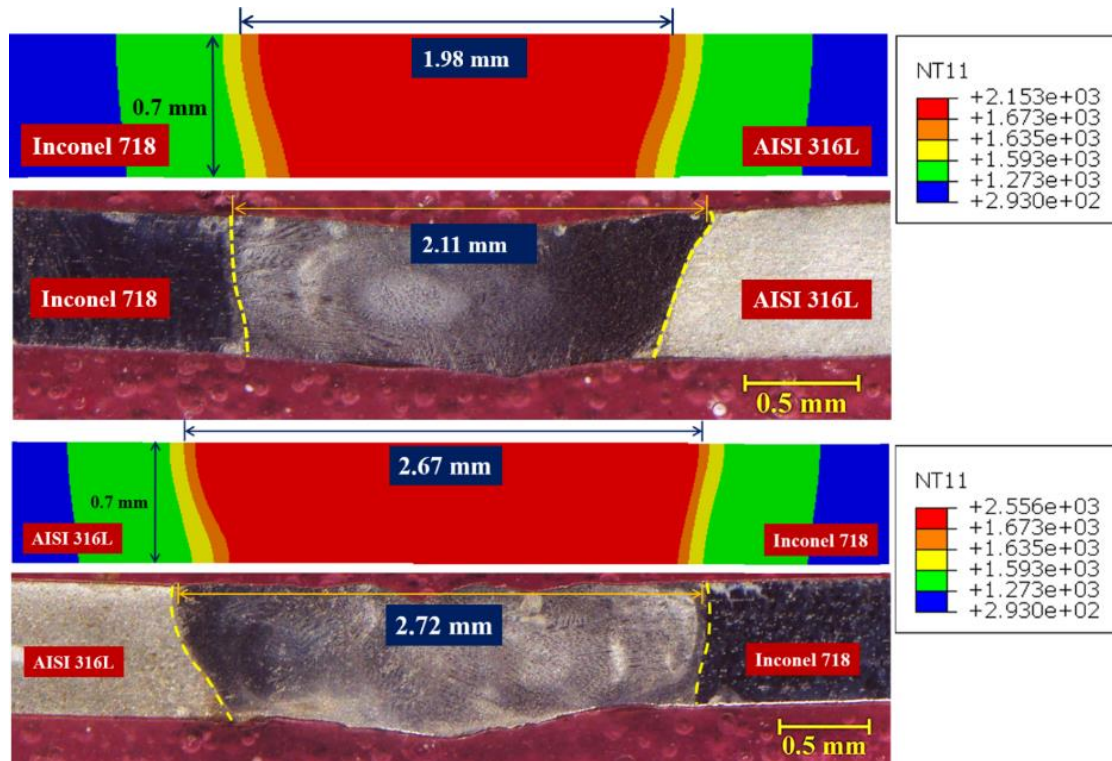 1.98 mm
0.7 mm
Inconel 718
AISI 316L
NT11
+2.153e+03
+1.673e+03
+1.635e+03
+1.593e+03
+1.273e+03
+2.930e+02
2.11 mm
Inconel 718
AISI 316L
0.5 mm
2.67 mm
0.7 mm
AISI 316L
Inconel 718
NT11
+2.556e+03
+1.673e+03
+1.635e+03
+1.593e+03
+1.273e+03
+2.930e+02
2.72 mm
AISI 316L
Inconel 718
0.5 mm